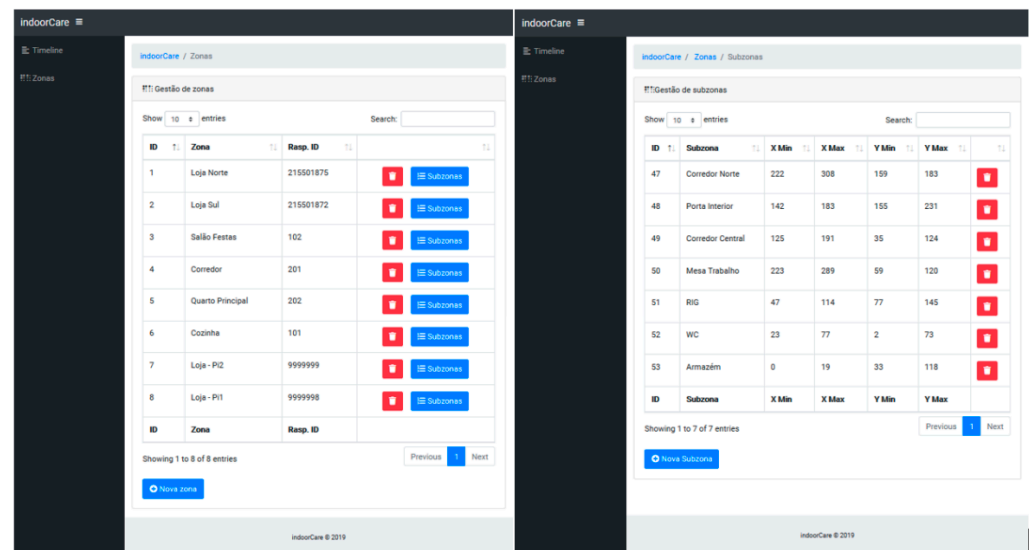 indoorCare
Timeline
Zonas
indoorCare / Zonas
Gestão de zonas
Show 10 entries Search:
ID Zona Rasp. ID
1 Loja Norte 215501875 Subzonas
2 Loja Sul 215501872 Subzonas
3 Salão Festas 102 Subzonas
4 Corredor 201 Subzonas
5 Quarto Principal 202 Subzonas
6 Cozinha 101 Subzonas
7 Loja - Pi2 9999999 Subzonas
8 Loja - Pi1 9999998 Subzonas
ID Zona Rasp. ID
Showing 1 to 8 of 8 entries Previous 1 Next
Nova zona
indoorCare © 2019
indoorCare
Timeline
Zonas
indoorCare / Zonas / Subzonas
Gestão de subzonas
Show 10 entries Search:
ID Subzona X Min X Max Y Min Y Max
47 Corredor Norte 222 308 159 183
48 Porta Interior 142 183 155 231
49 Corredor Central 125 191 35 124
50 Mesa Trabalho 223 289 59 120
51 RIG 47 114 77 145
52 WC 23 77 2 73
53 Armazém 0 19 33 118
ID Subzona X Min X Max Y Min Y Max
Showing 1 to 7 of 7 entries Previous 1 Next
Nova Subzona
indoorCare © 2019